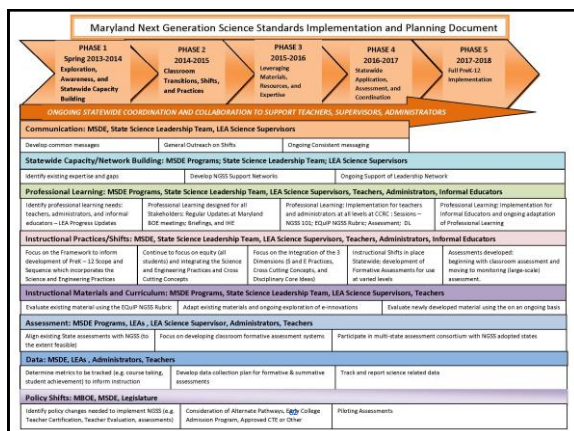 Maryland Next Generation Science Standards Implementation and Planning Document
PHASE 1
Spring 2013-2014
Exploration,
Awareness, and
Statewide Capacity
Building
PHASE 2
2014-2015
Classroom
Transitions, Shifts,
and Practices
PHASE 3
2015-2016
Leveraging
Materials,
Resources, and
Expertise
PHASE 4
2016-2017
Statewide
Application,
Assessment, and
Coordination
PHASE 5
2017-2018
Full PreK-12
Implementation
ONGOING STATEWIDE COORDINATION AND COLLABORATION TO SUPPORT TEACHERS, SUPERVISORS, ADMINISTRATORS
Communication: MSDE, State Science Leadership Team, LEA Science Supervisors
Develop common messages
General Outreach on Shifts
Ongoing Consistent messaging
Statewide Capacity/Network Building: MSDE Programs; State Science Leadership Team, LEA Science Supervisors
Identify existing expertise and gaps
Develop NGSS Support Networks
Ongoing Support of Leadership Network
Professional Learning: MSDE Programs, State Science Leadership Team, LEA Science Supervisors, Teachers, Administrators, Informal Educators
Identify professional learning needs:
teachers, administrators, and informal
educators – LEA Progress Updates
Professional Learning designed for all
Stakeholders: Regular Updates at Maryland
BOE meetings; Briefings, and IHE
Professional Learning: Implementation for teachers
and administrators at all levels at CCRC : Sessions –
NGSS 101; EQuIP Rubric; Assessment; DL
Professional Learning: Implementation for
Informal Educators and ongoing adaptation
of Professional Learning
Instructional Practices/Shifts: MSDE, State Science Leadership Team, LEA Science Supervisors, Teachers, Administrators, Informal Educators
Focus on the Framework to inform
development of PreK – 12 Scope and
Sequence which incorporates the
Science and Engineering Practices
Continue to focus on equity (all
students) and integrating the Science
and Engineering Practices and Cross
Cutting Concepts
Focus on the integration of the 3
Dimensions (S and E Practices,
Cross Cutting Concepts, and
Disciplinary Core Ideas)
Instructional Shifts in place
Statewide; development of
Formative Assessments for use
at varied levels
Assessments developed:
beginning with classroom assessment and
moving to monitoring (large-scale)
assessment.
Instructional Materials and Curriculum: MSDE Programs, State Science Leadership Team, LEA Science Supervisors, Teachers
Evaluate existing material using the EQuIP NGSS Rubric
Adapt existing materials and ongoing exploration of e-innovations
Evaluate newly developed material using the on an ongoing basis
Assessment: MSDE Programs, LEAs , LEA Science Supervisor, Administrators, Teachers
Align existing State assessments with NGSS (to
the extent feasible)
Focus on developing classroom formative assessment systems
Participate in multi-state assessment consortium with NGSS adopted states
Data: MSDE, LEAs , Administrators, Teachers
Determine metrics to be tracked (e.g. course taking,
student achievement) to inform instruction
Develop data collection plan for formative & summative
assessments
Track and report science related data
Policy Shifts: MBOE, MSDE, Legislature
Identify policy changes needed to implement NGSS (e.g.
Teacher Certification, Teacher Evaluation, assessments)
Consideration of Alternate Pathways, Early College
Admission Program, Approved CTE or Other
Piloting Assessments